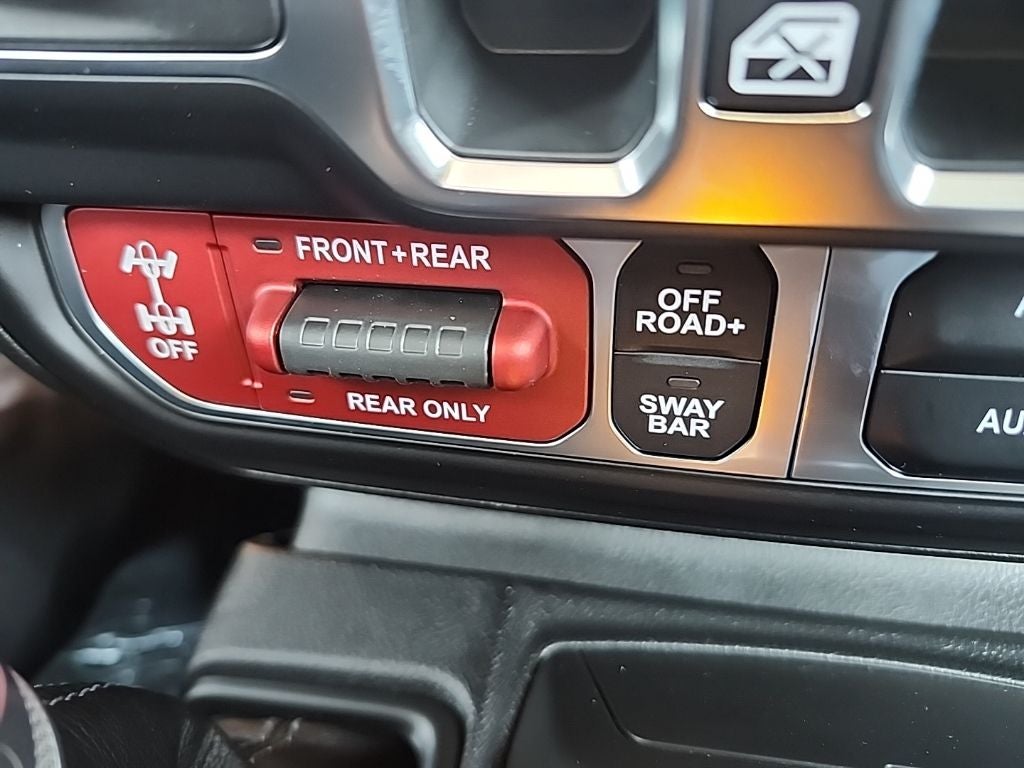 FRONT+REAR
OFF
REAR ONLY
OFF
ROAD+
SWAY
BAR